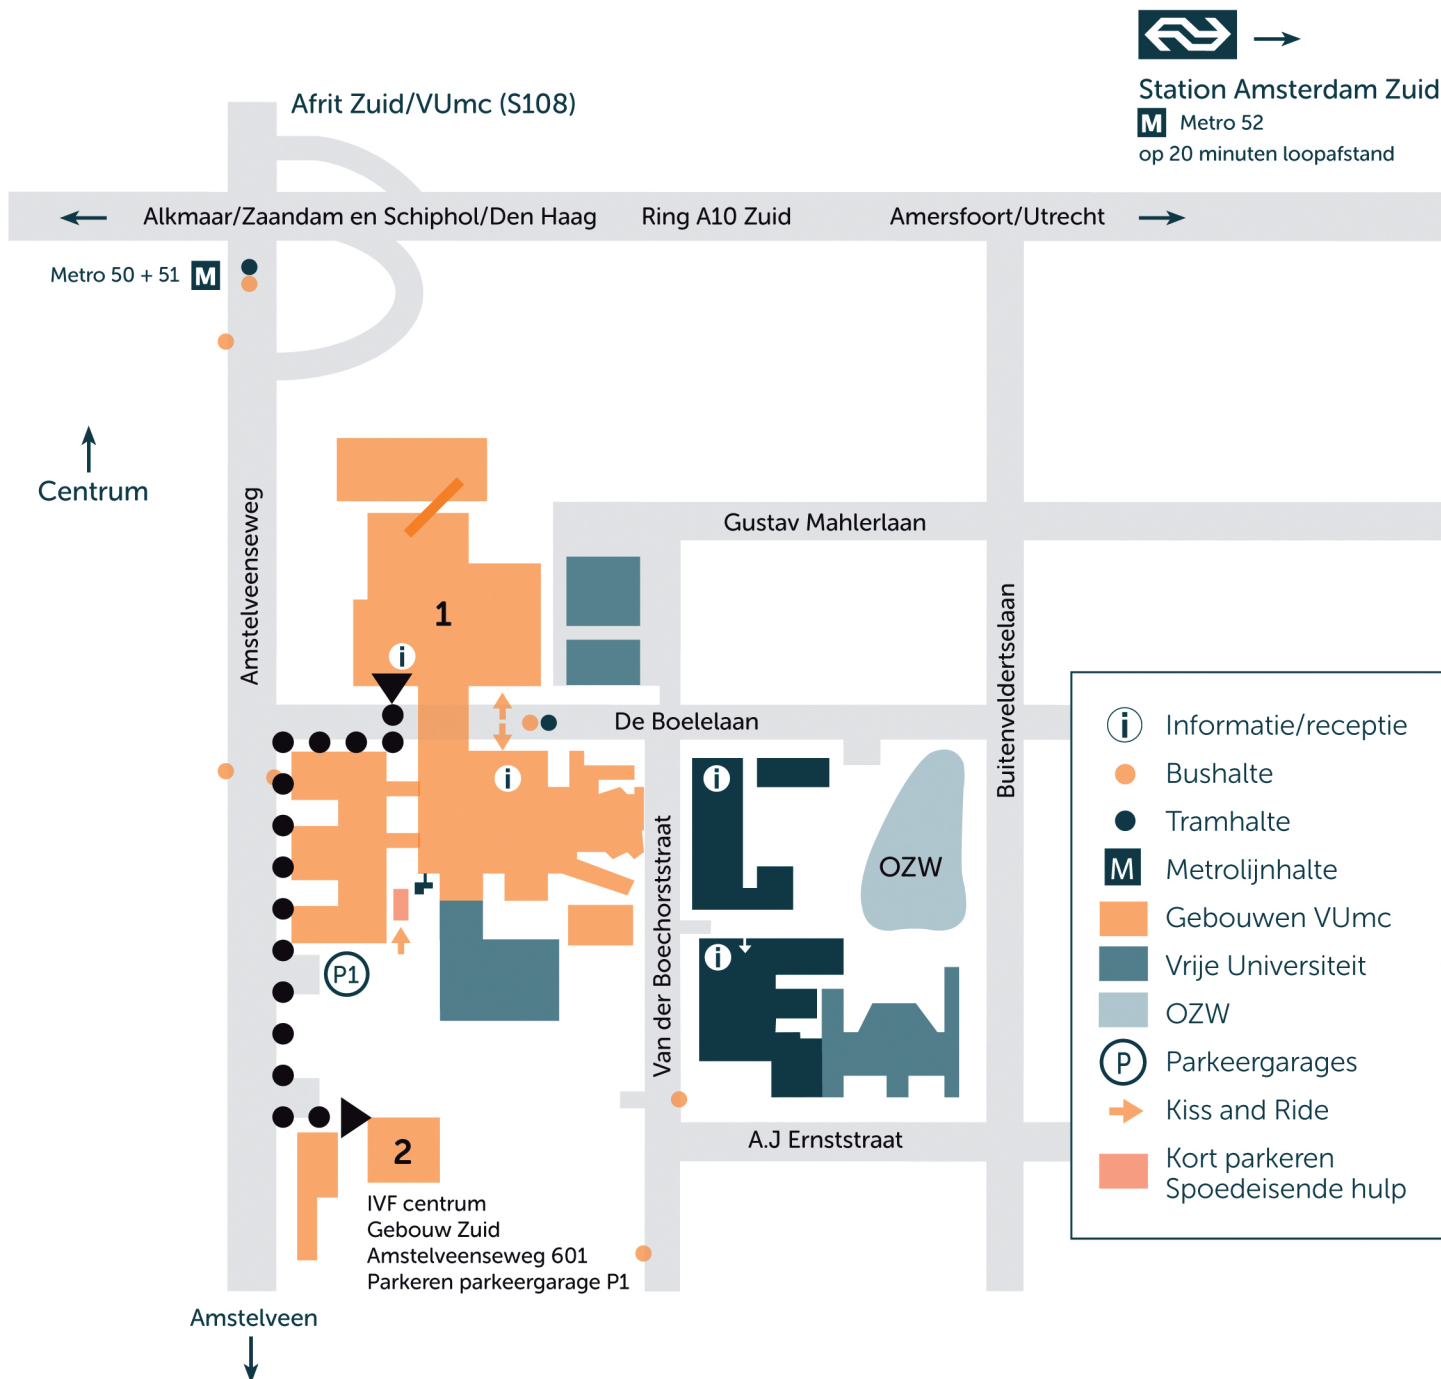 Station Amsterdam Zuid
M Metro 52
op 20 minuten loopafstand
Afrit Zuid/VUmc (S108)
Alkmaar/Zaandam en Schiphol/Den Haag
Ring A10 Zuid
Amersfoort/Utrecht
Metro 50 + 51 M
Centrum
Amstelveenseweg
Gustav Mahlerlaan
Buitenveldertselaan
1
i
De Boelelaan
i
i
Van der Boechorststraat
OZW
i
P1
A.J Ernststraat
2
IVF centrum
Gebouw Zuid
Amstelveenseweg 601
Parkeren parkeergarage P1
Amstelveen
i Informatie/receptie
Bushalte
Tramhalte
M Metrolijnhalte
Gebouwen VUmc
Vrije Universiteit
OZW
P Parkeergarages
Kiss and Ride
Kort parkeren
Spoedeisende hulp